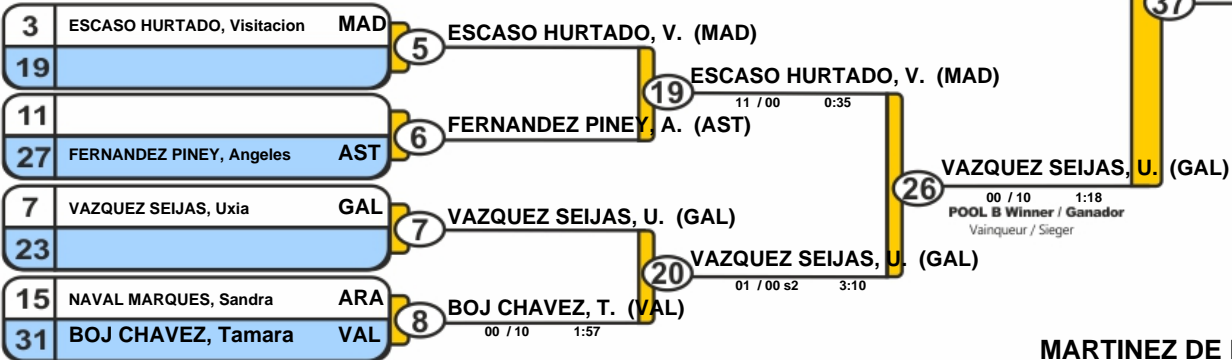 37
3 ESCASO HURTADO, Visitacion MAD
19
5 ESCASO HURTADO, V. (MAD)
19 ESCASO HURTADO, V. (MAD)
11 / 00 0:35
11
27 FERNANDEZ PINEY, Angeles AST
6 FERNANDEZ PINEY, A. (AST)
26 VAZQUEZ SEIJAS, U. (GAL)
00 / 10 1:18
POOL B Winner / Ganador
Vainqueur / Sieger
7 VAZQUEZ SEIJAS, Uxia GAL
23
7 VAZQUEZ SEIJAS, U. (GAL)
20 VAZQUEZ SEIJAS, U. (GAL)
01 / 00 s2 3:10
15 NAVAL MARQUES, Sandra ARA
31 BOJ CHAVEZ, Tamara VAL
8 BOJ CHAVEZ, T. (VAL)
00 / 10 1:57
MARTINEZ DE